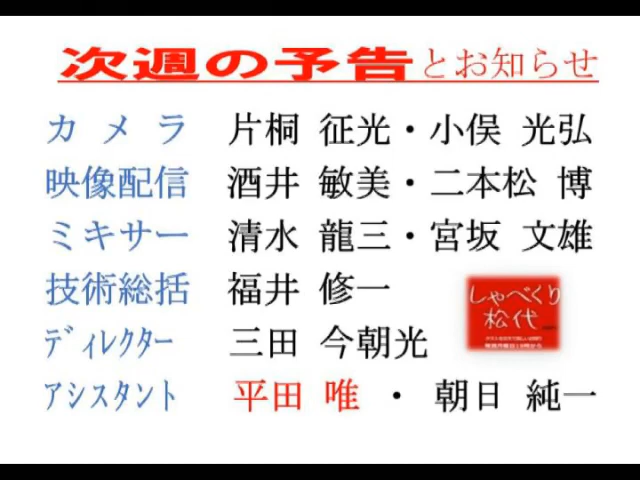 次週の予告とお知らせ
カメラ 片桐 征光・小俣 光弘
映像配信 酒井 敏美・二本松 博
ミキサー 清水 龍三・宮坂 文雄
技術総括 福井 修一
ﾃﾞｨﾚｸﾀｰ 三田 今朝光
ｱｼｽﾀﾝﾄ 平田 唯・朝日 純一
しゃべくり
松代